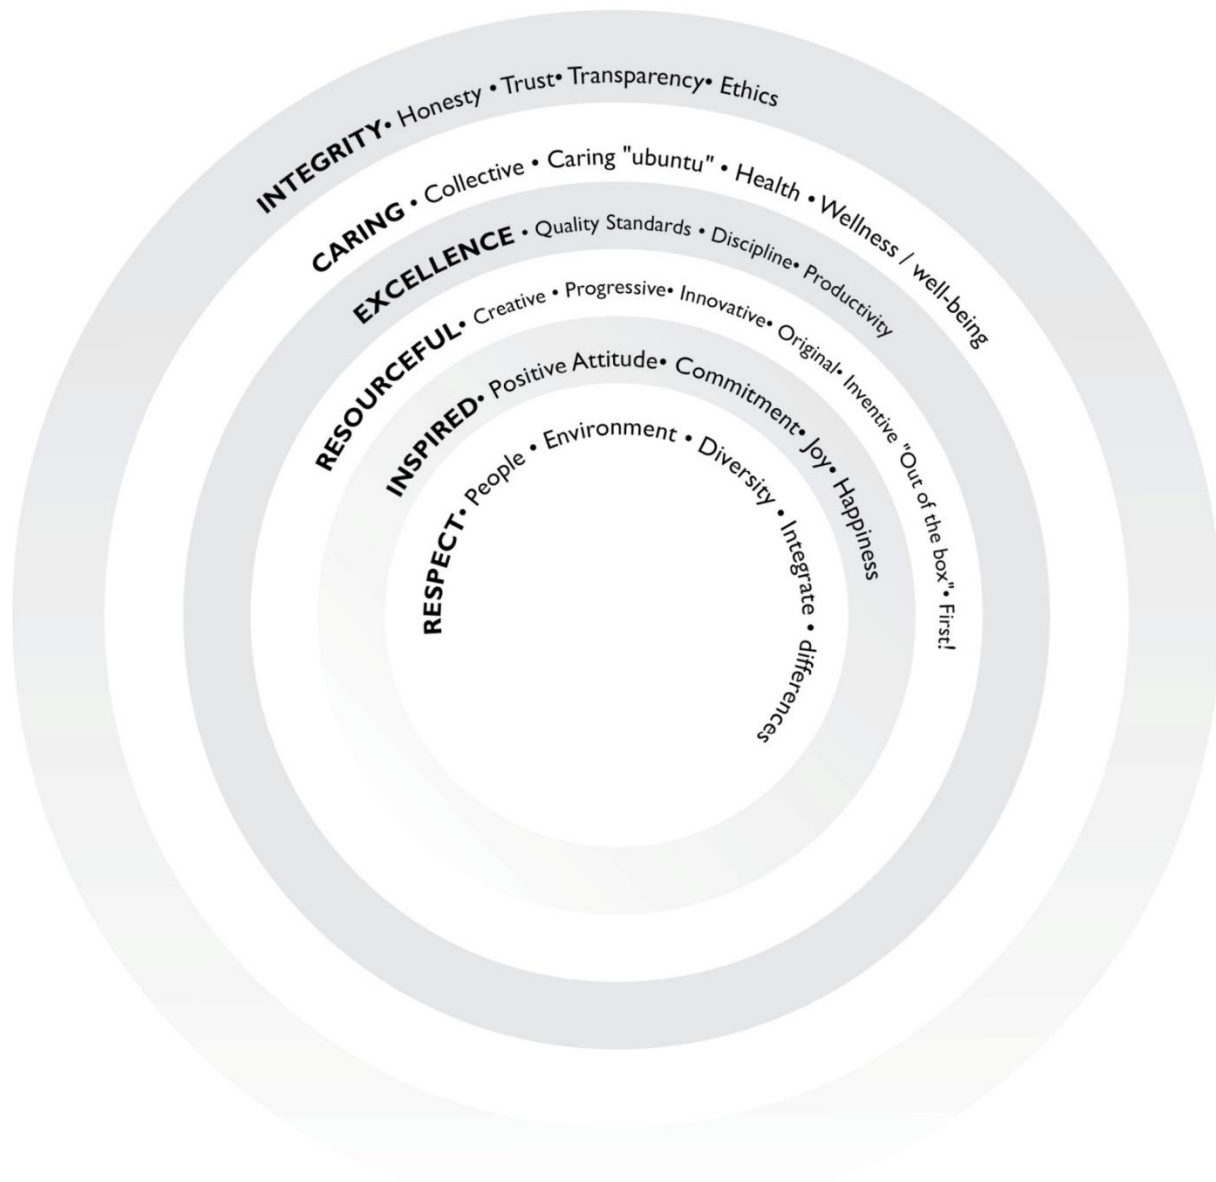 INTEGRITY• Honesty • Trust• Transparency• Ethics
CARING • Collective • Caring "ubuntu" • Health • Wellness / well-being
EXCELLENCE • Quality Standards • Discipline• Productivity
RESOURCEFUL• Creative • Progressive• Innovative• Original• Inventive "Out of the box"• First!
INSPIRED• Positive Attitude• Commitment• Joy• Happiness
RESPECT• People • Environment • Diversity • Integrate • differences